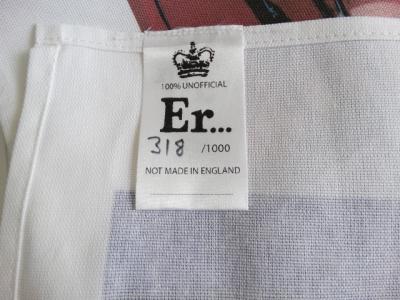 100% UNOFFICIAL
Er...
318 /1000
NOT MADE IN ENGLAND